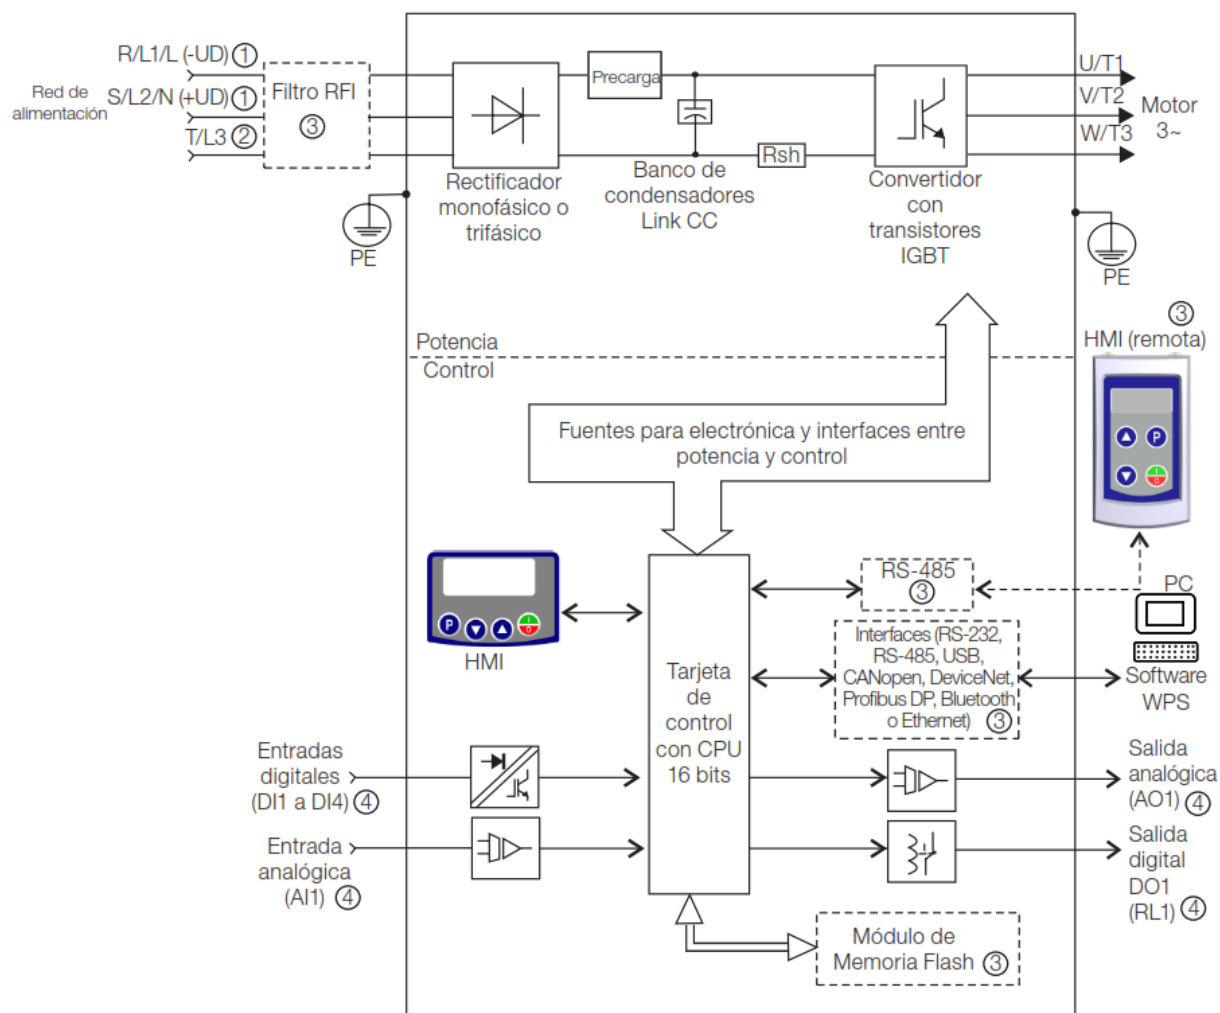 R/L1/L (-UD) ①
Red de
alimentación
S/L2/N (+UD) ①
T/L3 ②
Filtro RFI
③
Precarga
Rsh
U/T1
V/T2
W/T3
Motor
3~
Rectificador
monofásico o
trifásico
Banco de
condensadores
Link CC
Convertidor
con
transistores
IGBT
PE
PE
Potencia
Control
③
HMI (remota)
P
I
0
Fuentes para electrónica y interfaces entre
potencia y control
P
I
0
HMI
Tarjeta
de
control
con CPU
16 bits
RS-485
③
Interfaces (RS-232,
RS-485, USB,
CANopen, DeviceNet,
Profibus DP, Bluetooth
o Ethernet) ③
PC
Software
WPS
Entradas
digitales
(DI1 a DI4) ④
Entrada
analógica
(AI1) ④
Salida
analógica
(AO1) ④
Salida
digital
DO1
(RL1) ④
Módulo de
Memoria Flash ③